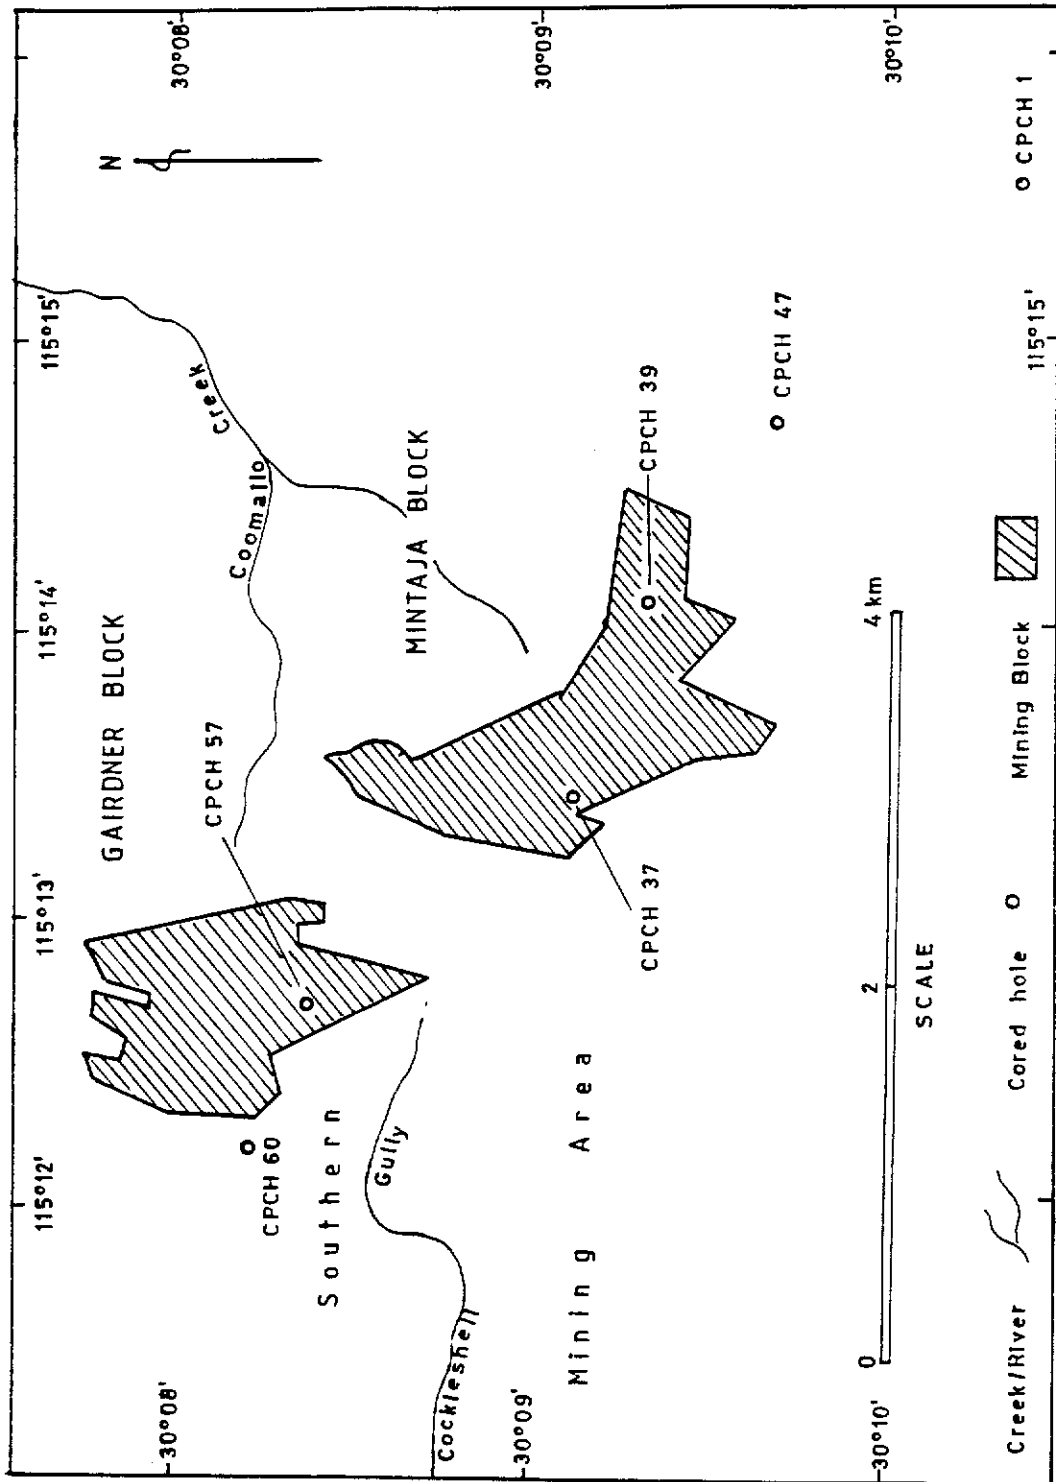 115°12'
115°13'
115°14'
115°15'
30°08'
30°08'
30°09'
30°09'
30°10'
30°10'
115°15'
N
GAIRDNER BLOCK
CPCH 57
Coomallo Creek
CPCH 60
Southern
Mining Area
Cockleshell Gully
MINTAJA BLOCK
CPCH 37
CPCH 39
CPCH 47
CPCH 1
0 2 4 km
SCALE
Creek/River Cored hole Mining Block